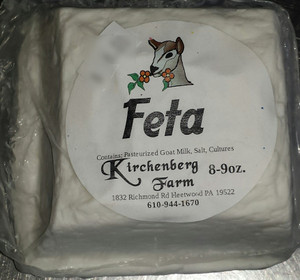 Feta
Contains: Pasteurized Goat Milk, Salt, Cultures
Kirchenberg
Farm
8-9oz.
1832 Richmond Rd Fleetwood PA 19522
610-944-1670